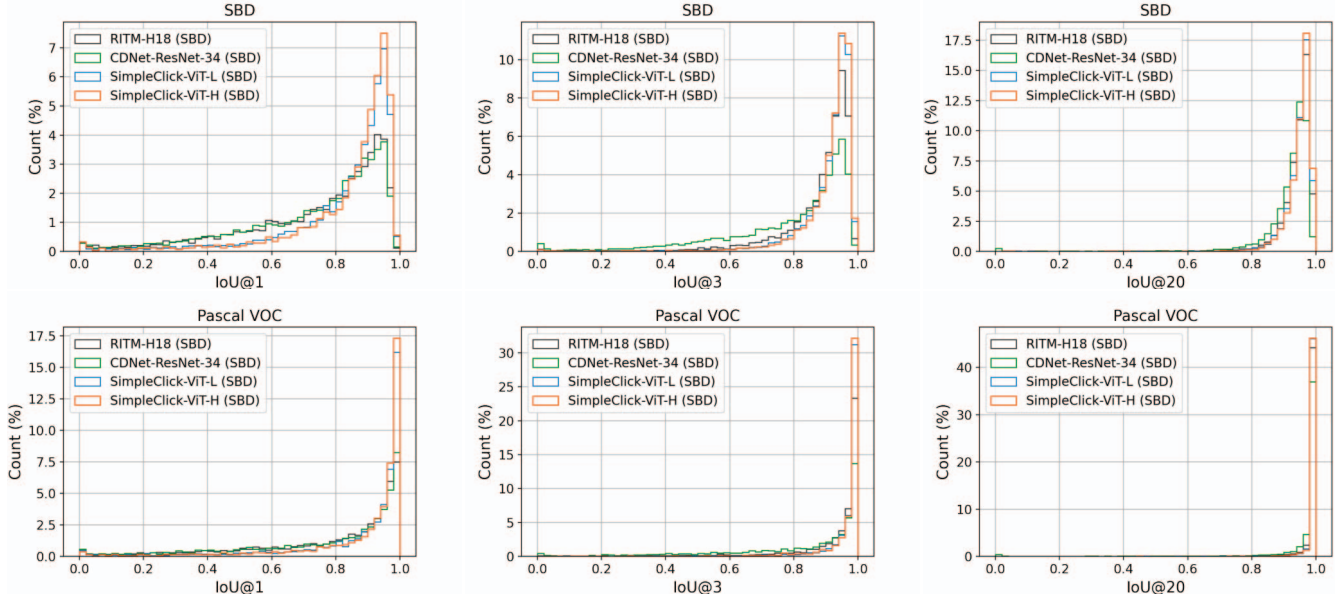 SBD
RITM-H18 (SBD)
CDNet-ResNet-34 (SBD)
SimpleClick-ViT-L (SBD)
SimpleClick-ViT-H (SBD)
Count (%)
7
6
5
4
3
2
1
0
0.0 0.2 0.4 0.6 0.8 1.0
IoU@1
SBD
RITM-H18 (SBD)
CDNet-ResNet-34 (SBD)
SimpleClick-ViT-L (SBD)
SimpleClick-ViT-H (SBD)
Count (%)
10
8
6
4
2
0
0.0 0.2 0.4 0.6 0.8 1.0
IoU@3
SBD
RITM-H18 (SBD)
CDNet-ResNet-34 (SBD)
SimpleClick-ViT-L (SBD)
SimpleClick-ViT-H (SBD)
Count (%)
17.5
15.0
12.5
10.0
7.5
5.0
2.5
0.0
0.0 0.2 0.4 0.6 0.8 1.0
IoU@20
Pascal VOC
RITM-H18 (SBD)
CDNet-ResNet-34 (SBD)
SimpleClick-ViT-L (SBD)
SimpleClick-ViT-H (SBD)
Count (%)
17.5
15.0
12.5
10.0
7.5
5.0
2.5
0.0
0.0 0.2 0.4 0.6 0.8 1.0
IoU@1
Pascal VOC
RITM-H18 (SBD)
CDNet-ResNet-34 (SBD)
SimpleClick-ViT-L (SBD)
SimpleClick-ViT-H (SBD)
Count (%)
30
25
20
15
10
5
0
0.0 0.2 0.4 0.6 0.8 1.0
IoU@3
Pascal VOC
RITM-H18 (SBD)
CDNet-ResNet-34 (SBD)
SimpleClick-ViT-L (SBD)
SimpleClick-ViT-H (SBD)
Count (%)
40
30
20
10
0
0.0 0.2 0.4 0.6 0.8 1.0
IoU@20